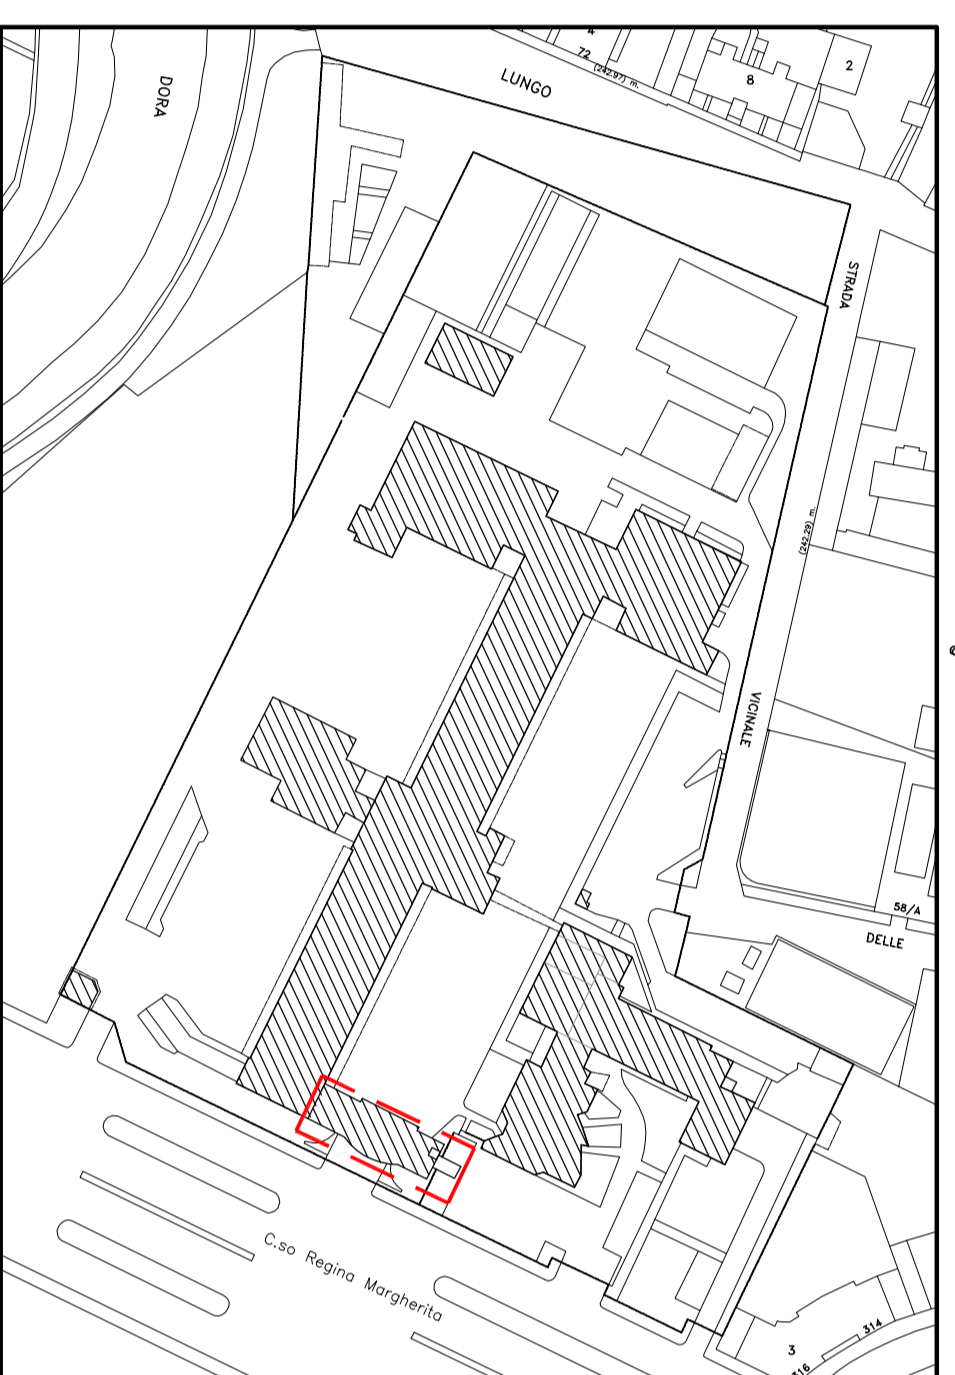 72
(242.97) m.
8
2
LUNGO
DORA
STRADA
(242.29) m.
VICINALE
58/A
DELLE
C.so Regina Margherita
3
314